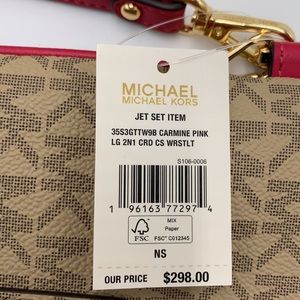 MICHAEL
MICHAEL KORS
JET SET ITEM
35S3GTTW9B CARMINE PINK
LG 2N1 CRD CS WRSTLT
S106-0006
1 96163 77297 4
FSC
MIX
Paper
FSC® C012345
NS
OUR PRICE $298.00